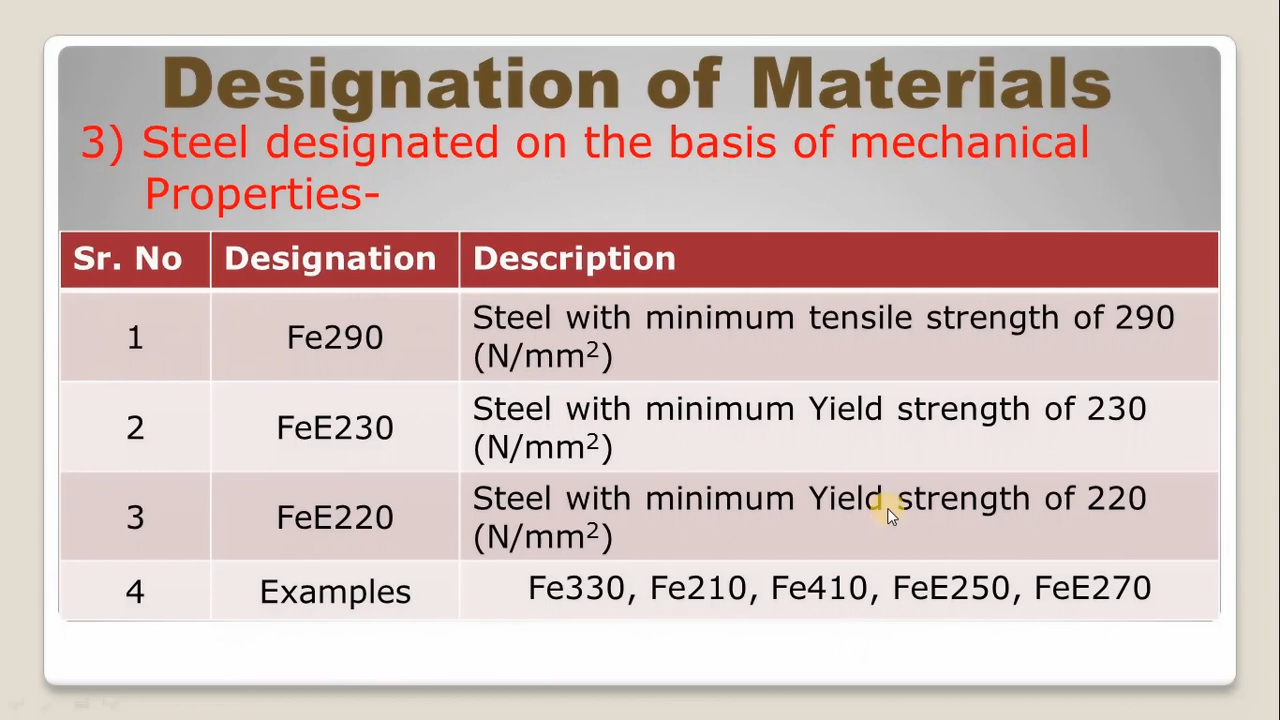 Designation of Materials
3) Steel designated on the basis of mechanical
Properties-
Sr. No Designation Description
1 Fe290 Steel with minimum tensile strength of 290
(N/mm²)
2 FeE230 Steel with minimum Yield strength of 230
(N/mm²)
3 FeE220 Steel with minimum Yield strength of 220
(N/mm²)
4 Examples Fe330, Fe210, Fe410, FeE250, FeE270